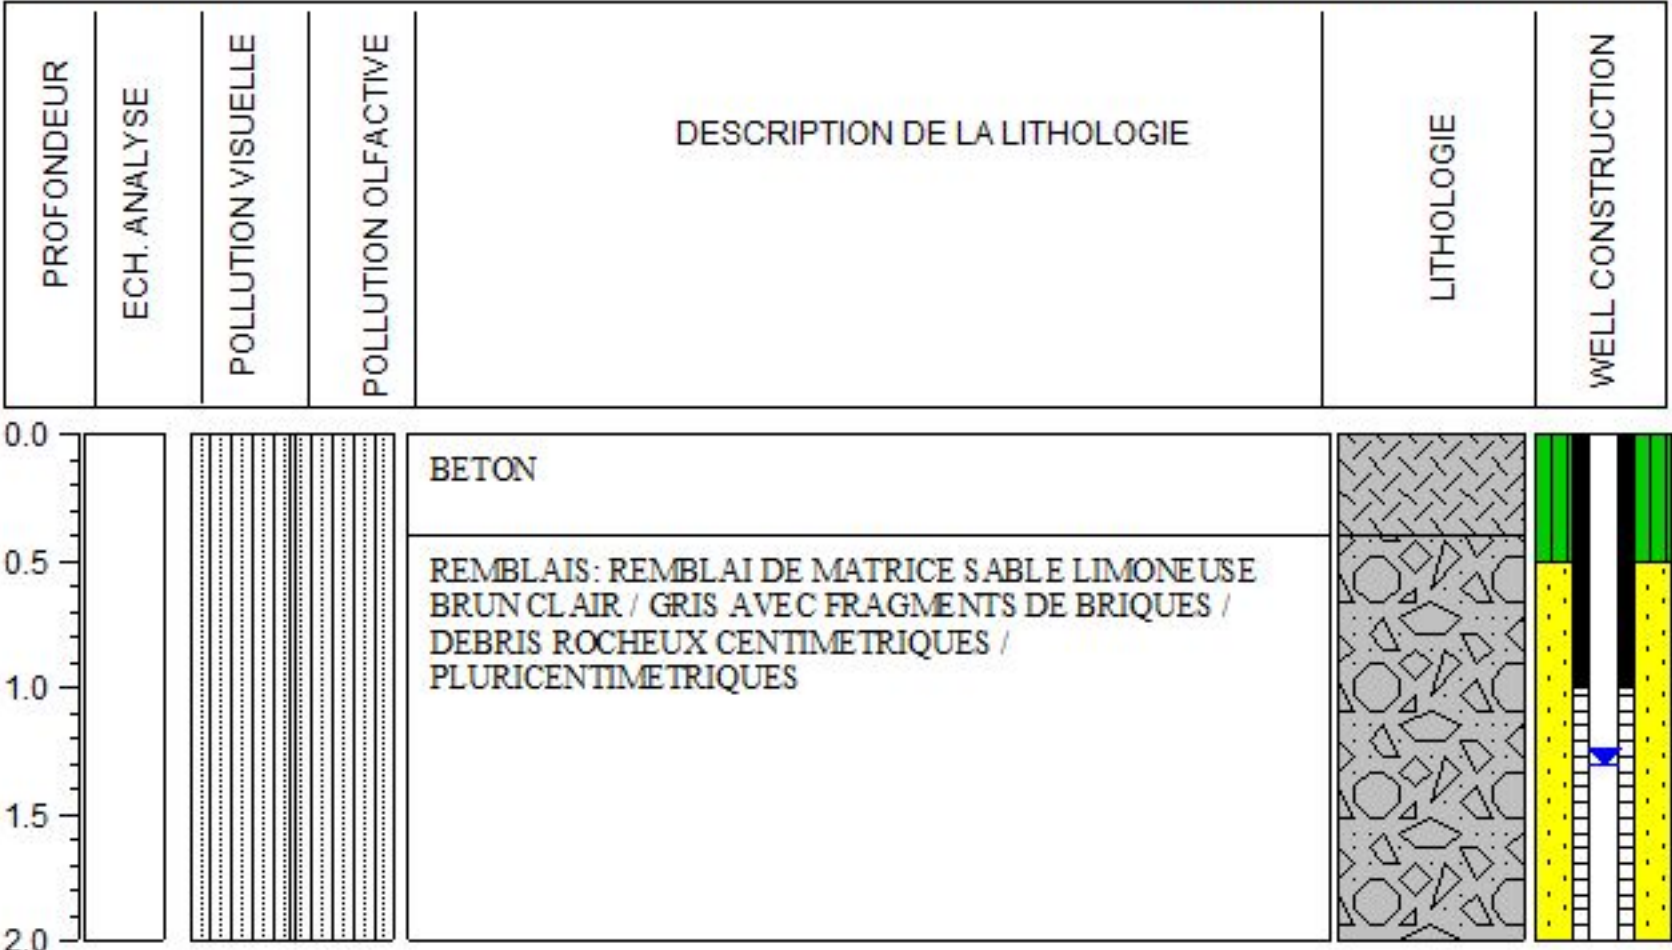 PROFONDEUR
ECH. ANALYSE
POLLUTION VISUELLE
POLLUTION OLFACTIVE
DESCRIPTION DE LA LITHOLOGIE
LITHOLOGIE
WELL CONSTRUCTION
0.0
BETON
0.5
REMBLAIS: REMBLAI DE MATRICE SABLE LIMONEUSE
BRUN CLAIR / GRIS AVEC FRAGMENTS DE BRIQUES /
DEBRIS ROCHEUX CENTIMETRIQUES /
PLURICENTIMETRIQUES
1.0
1.5
2.0